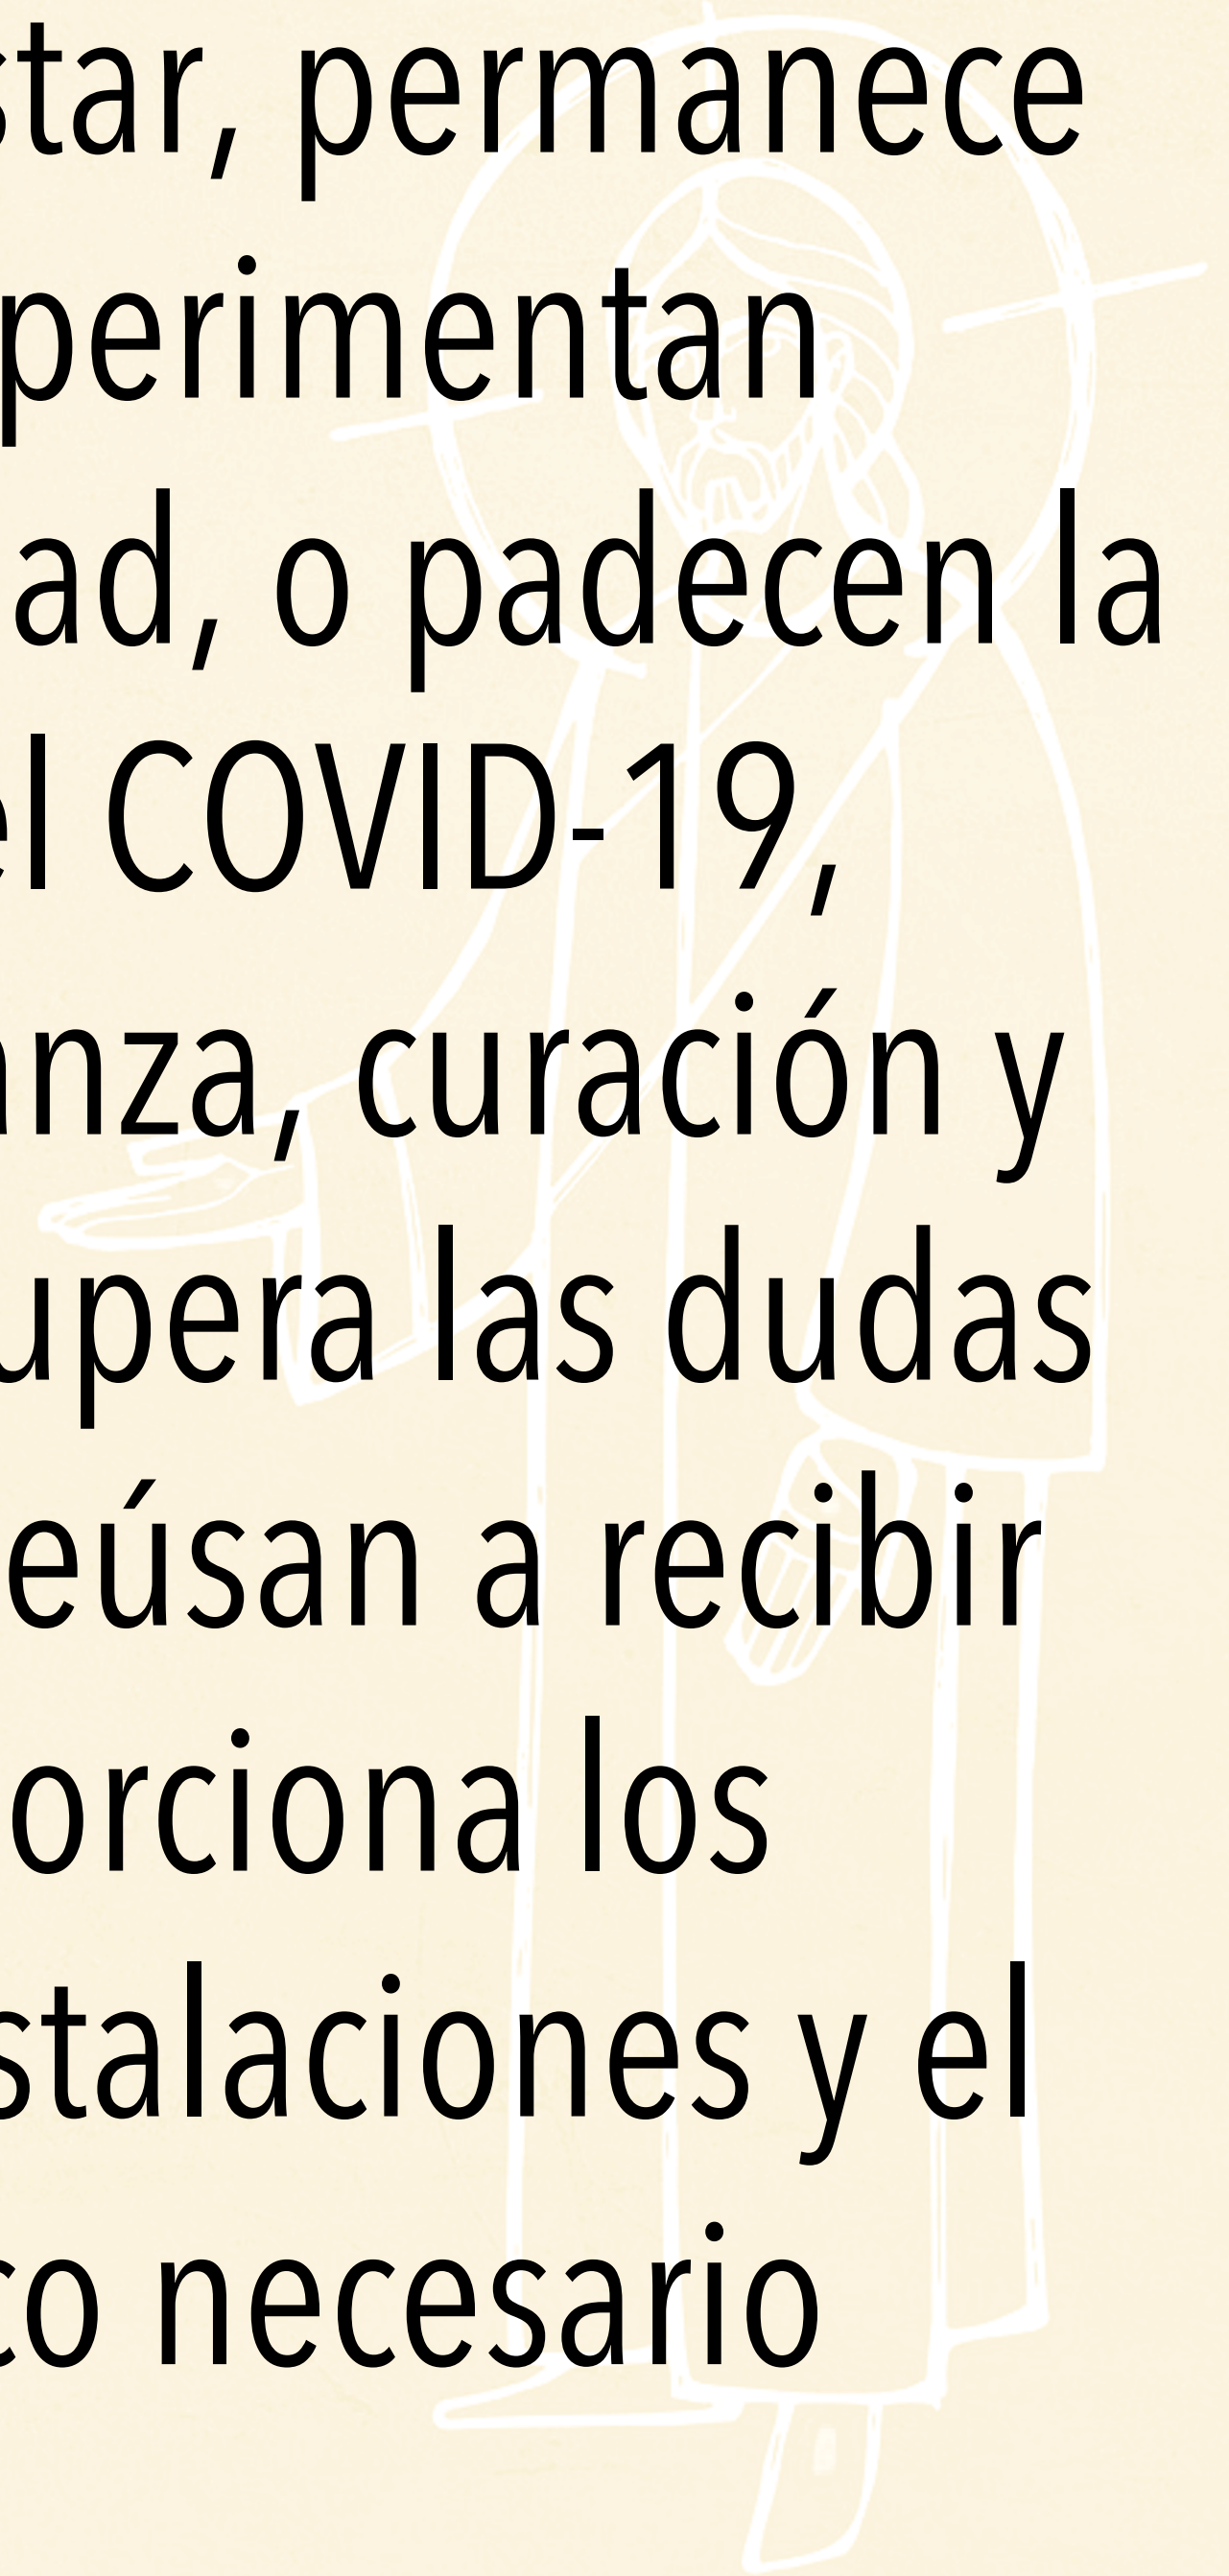 star, permanece
perimentan
ad, o padecen la
el COVID-19,
anza, curación y
upera las dudas
eúsan a recibir
orciona los
stalaciones y el
co necesario